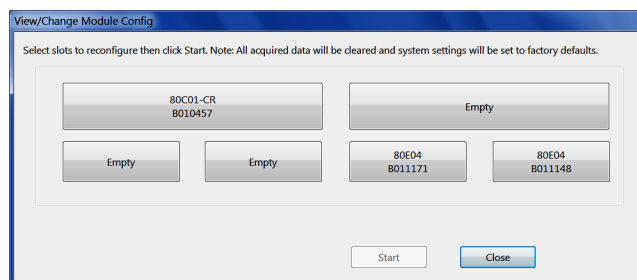 View/Change Module Config
Select slots to reconfigure then click Start. Note: All acquired data will be cleared and system settings will be set to factory defaults.
80C01-CR
B010457
Empty
Empty
Empty
80E04
B011171
80E04
B011148
Start
Close